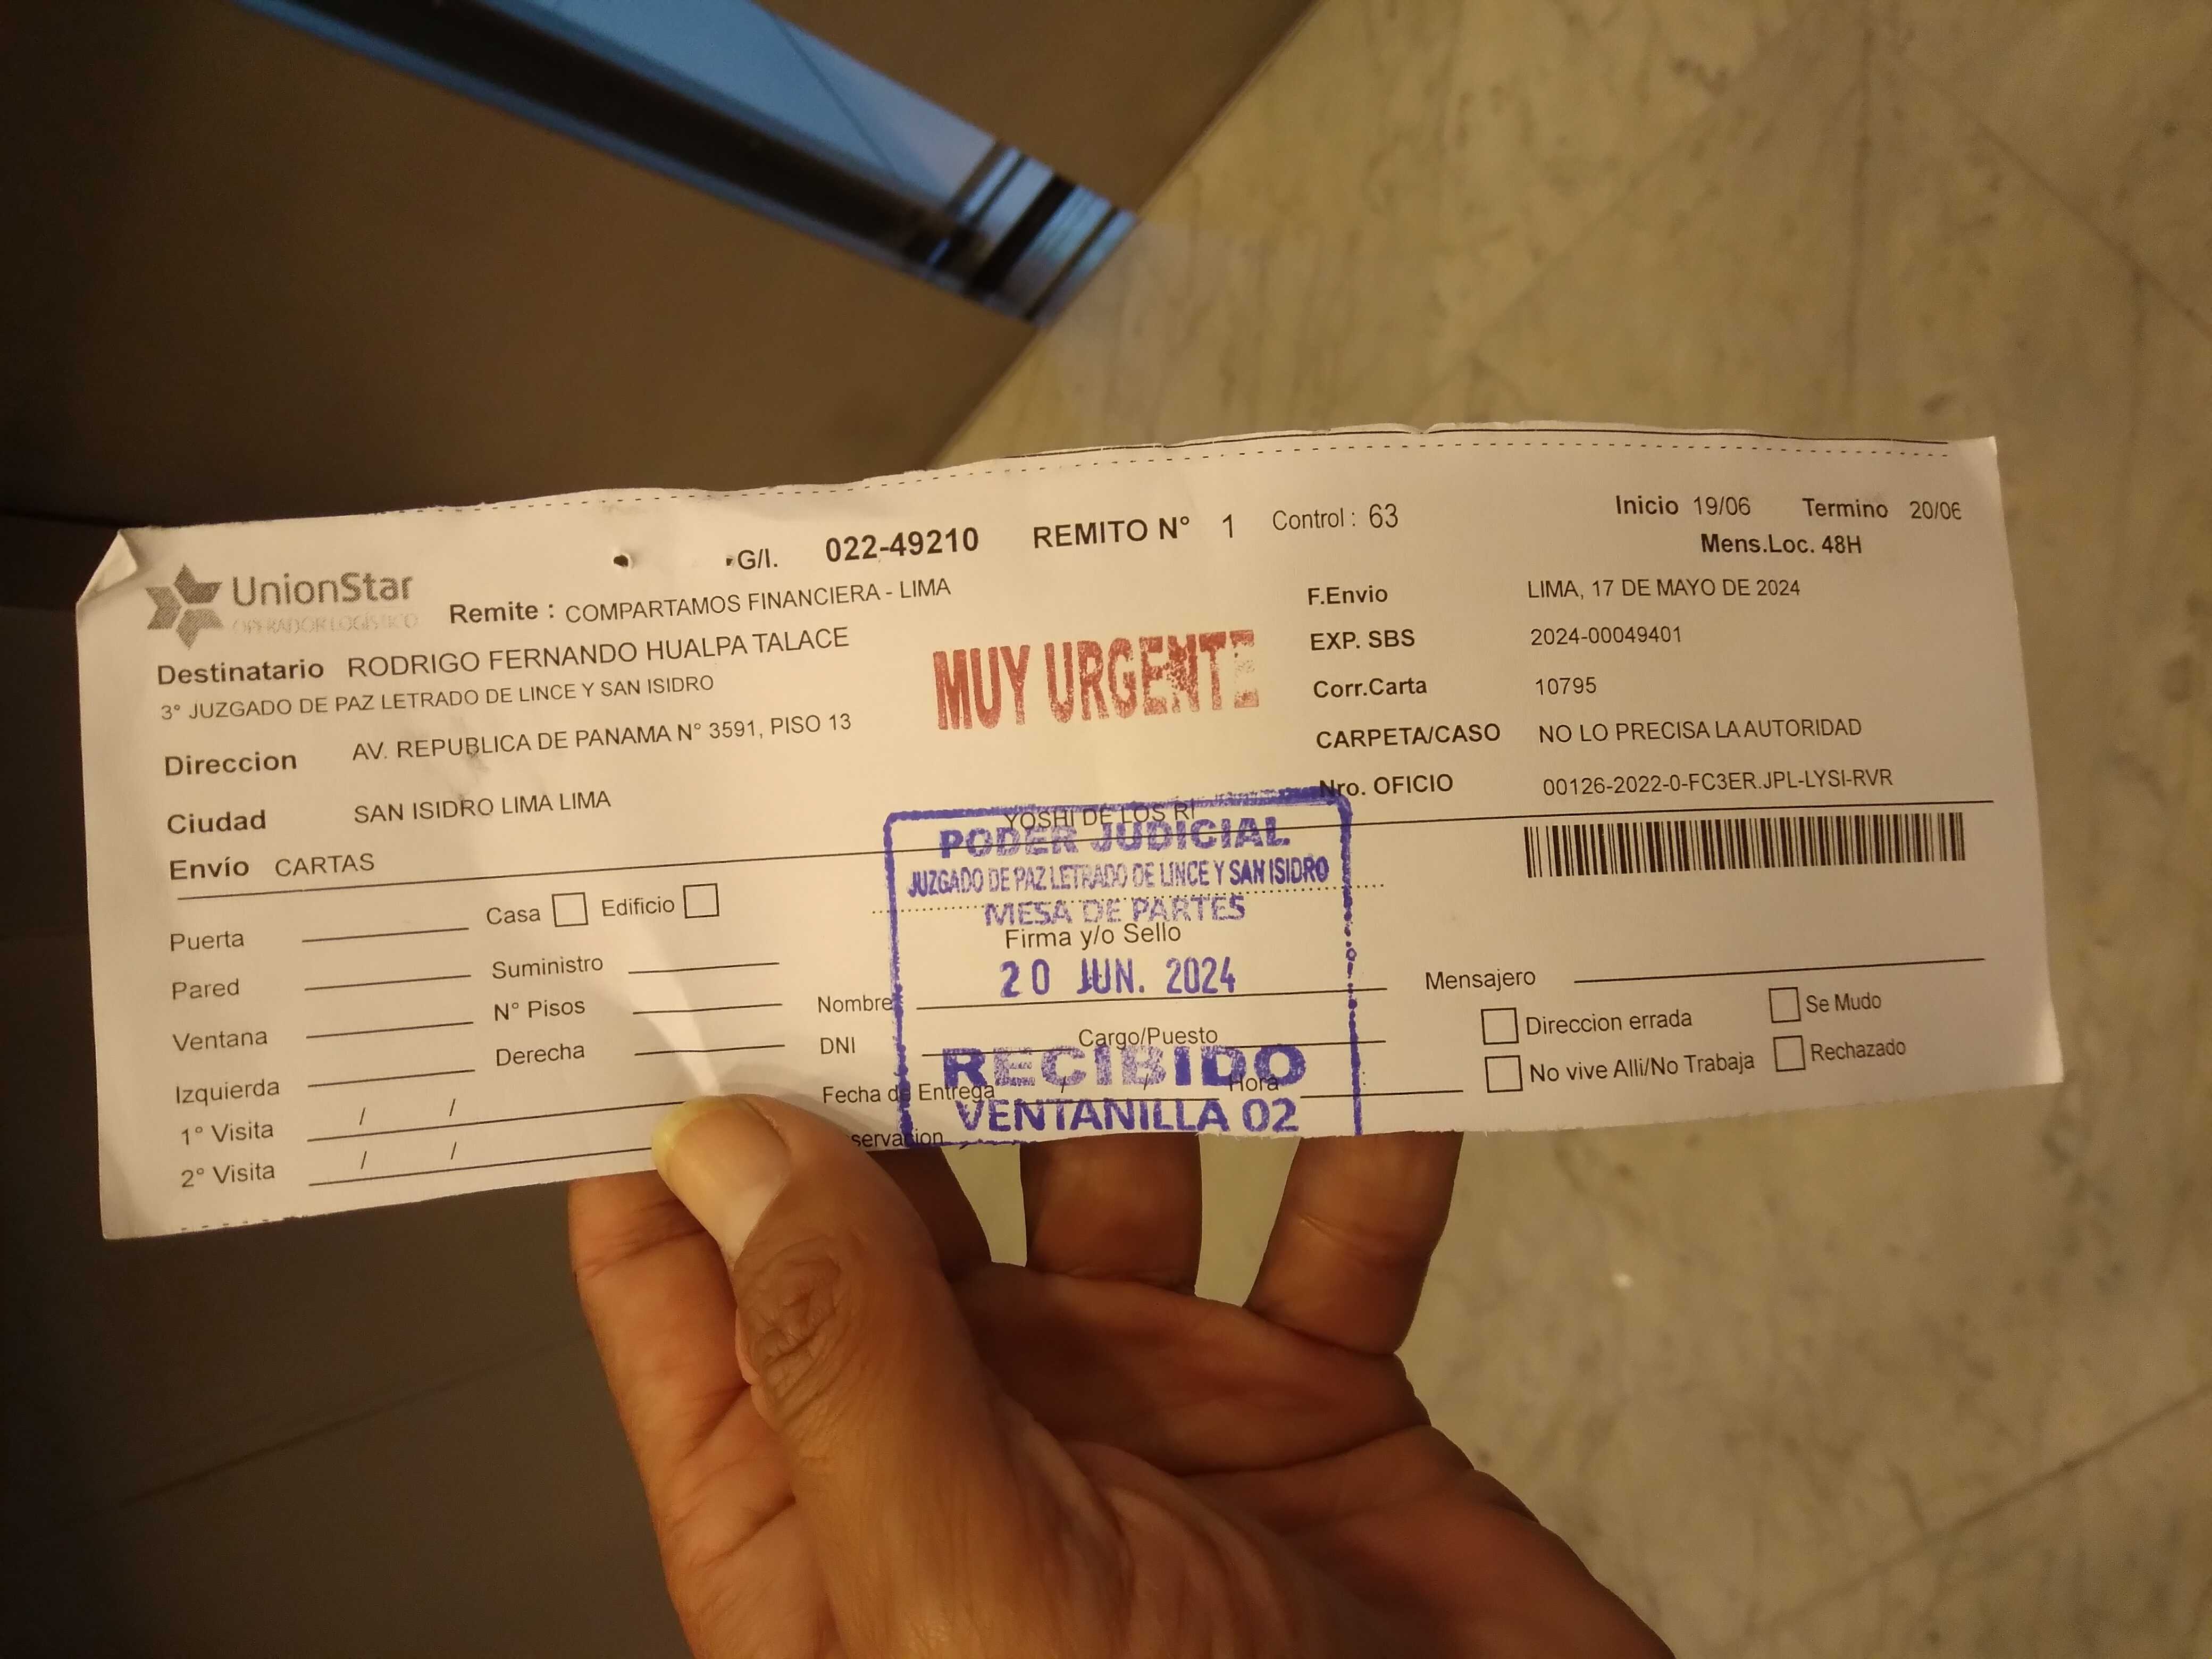 G/I. 022-49210 REMITO N° 1 Control : 63 Inicio 19/06 Termino 20/06
Mens.Loc. 48H
UnionStar
OPERADOR LOGÍSTICO
Remite : COMPARTAMOS FINANCIERA - LIMA
Destinatario RODRIGO FERNANDO HUALPA TALACE
3° JUZGADO DE PAZ LETRADO DE LINCE Y SAN ISIDRO
Direccion AV. REPUBLICA DE PANAMA N° 3591, PISO 13
Ciudad SAN ISIDRO LIMA LIMA
Envío CARTAS
MUY URGENTE
F.Envio LIMA, 17 DE MAYO DE 2024
EXP. SBS 2024-00049401
Corr.Carta 10795
CARPETA/CASO NO LO PRECISA LA AUTORIDAD
Nro. OFICIO 00126-2022-0-FC3ER.JPL-LYSI-RVR
Casa Edificio
Puerta
Pared Suministro
Ventana N° Pisos
Izquierda Derecha
1° Visita / /
2° Visita / /
YOSHI DE LOS RI
PODER JUDICIAL
JUZGADO DE PAZ LETRADO DE LINCE Y SAN ISIDRO
MESA DE PARTES
Firma y/o Sello
20 JUN. 2024
Nombre
DNI Cargo/Puesto
RECIBIDO
Fecha de Entrega / / Hora
VENTANILLA 02
servacion
Mensajero
Direccion errada Se Mudo
No vive Alli/No Trabaja Rechazado